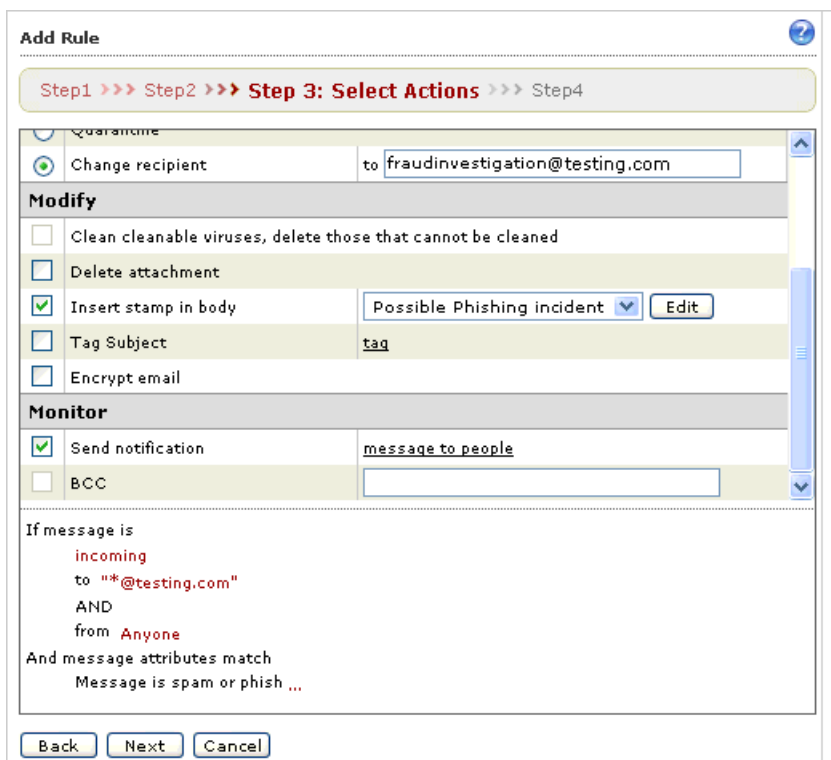 Add Rule
?
Step1 >>> Step2 >>> Step 3: Select Actions >>> Step4
Quarantine
Change recipient to fraudinvestigation@testing.com
Modify
Clean cleanable viruses, delete those that cannot be cleaned
Delete attachment
Insert stamp in body Possible Phishing incident Edit
Tag Subject tag
Encrypt email
Monitor
Send notification message to people
BCC
If message is
incoming
to "*@testing.com"
AND
from Anyone
And message attributes match
Message is spam or phish ...
Back Next Cancel